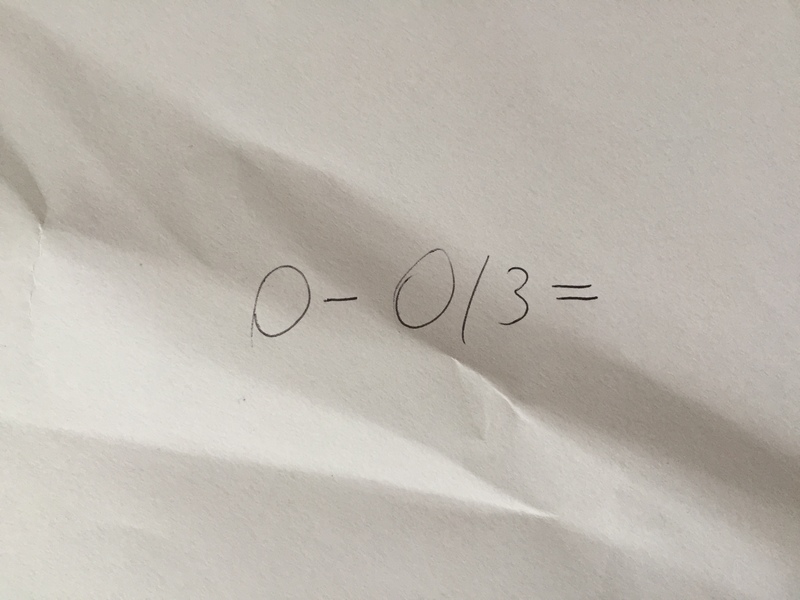 0 - 0/3 =